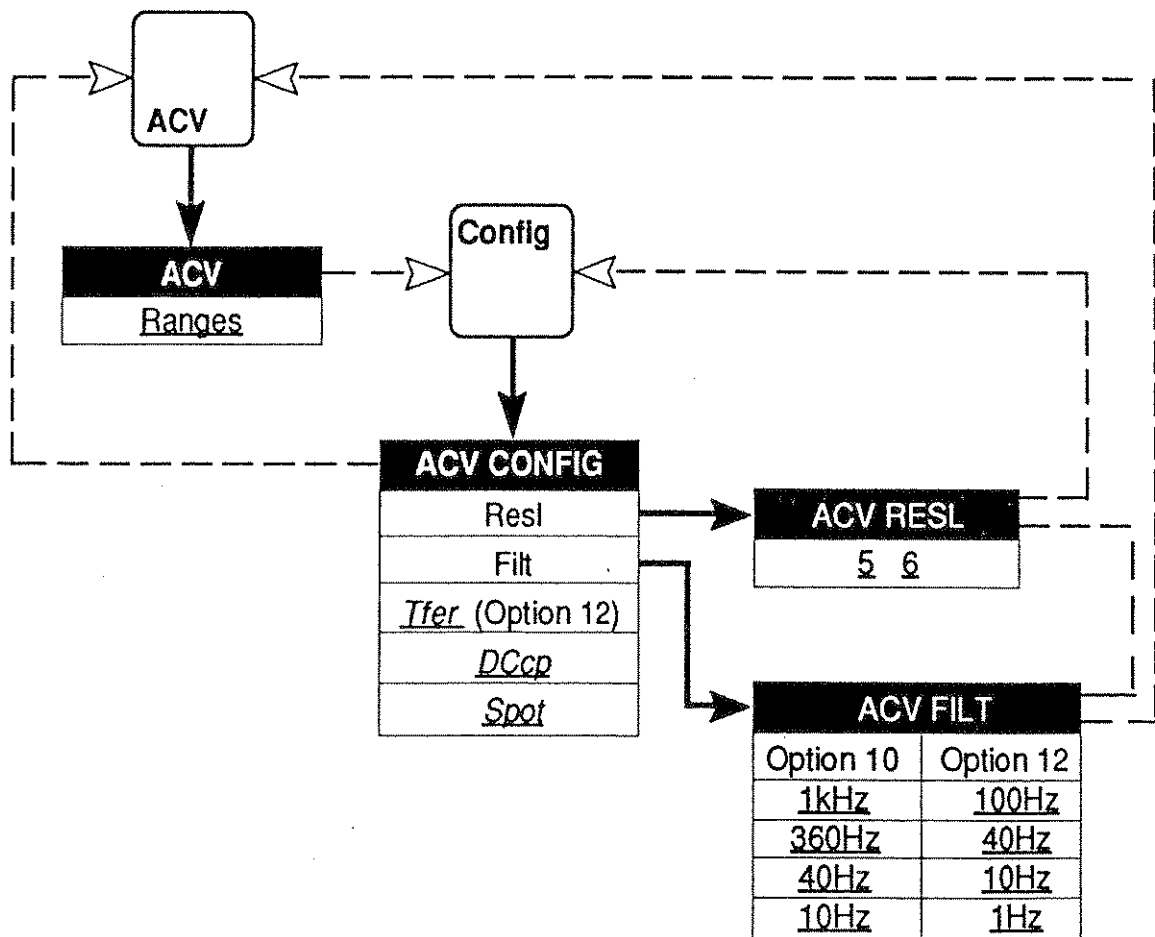 ACV
Config
ACV
Ranges
ACV CONFIG
Resl
Filt
Tfer (Option 12)
DCcp
Spot
ACV RESL
5 6
ACV FILT
Option 10 Option 12
1kHz 100Hz
360Hz 40Hz
40Hz 10Hz
10Hz 1Hz